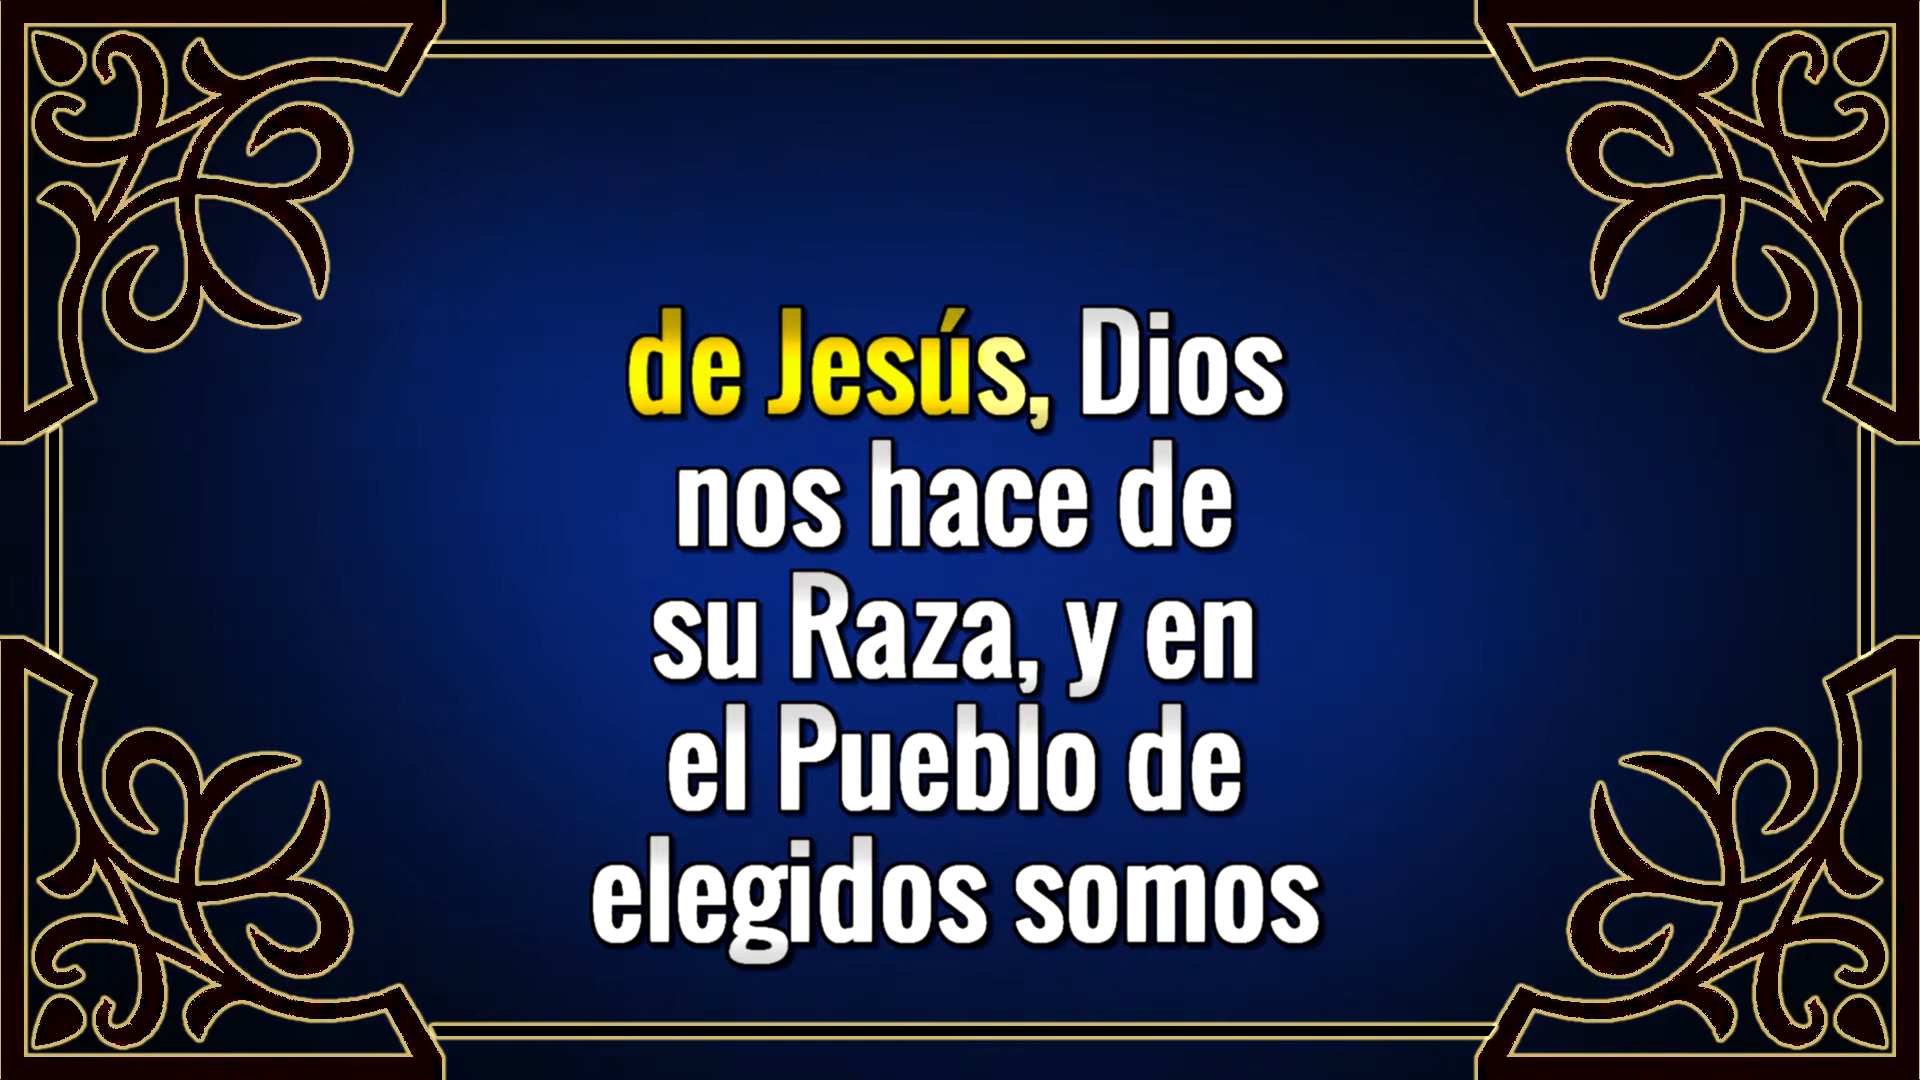 de Jesús, Dios
nos hace de
su Raza, y en
el Pueblo de
elegidos somos